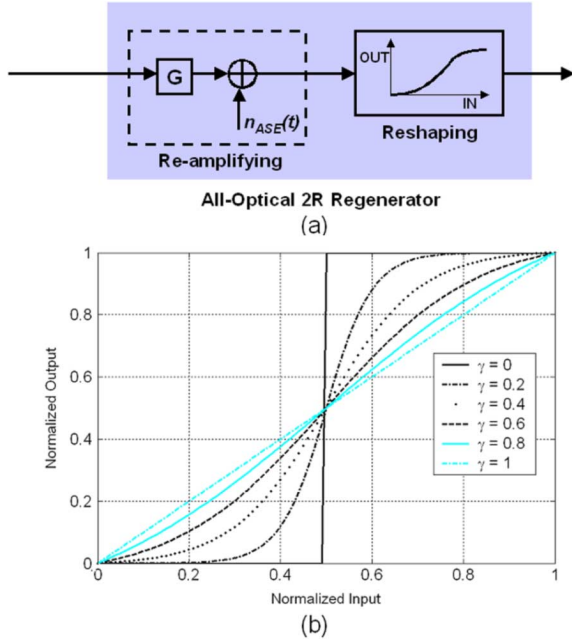 G
n_ASE(t)
Re-amplifying
OUT
IN
Reshaping
All-Optical 2R Regenerator
(a)
Normalized Output
1
0.8
0.6
0.4
0.2
0
γ = 0
γ = 0.2
γ = 0.4
γ = 0.6
γ = 0.8
γ = 1
0 0.2 0.4 0.6 0.8 1
Normalized Input
(b)